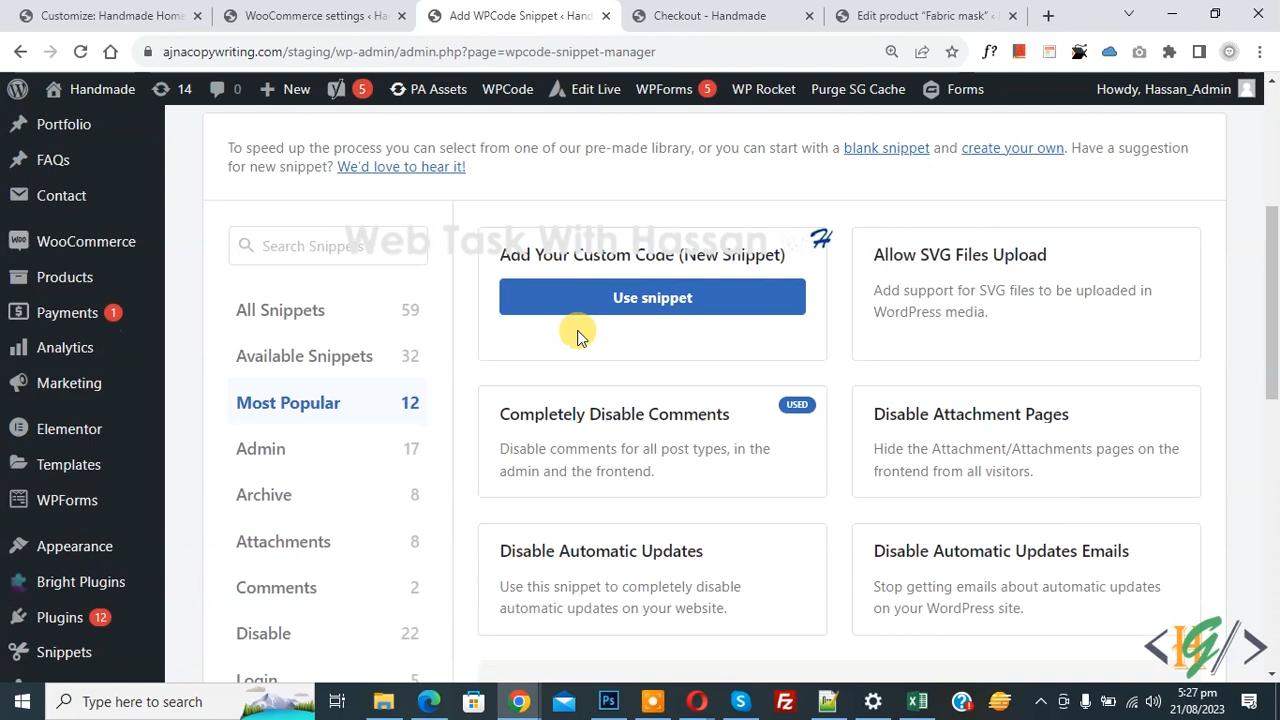 Customize: Handmade Home
WooCommerce settings ‹ Ha
Add WPCode Snippet ‹ Hand
Checkout - Handmade
Edit product “Fabric mask” ‹
ajnacopywriting.com/staging/wp-admin/admin.php?page=wpcode-snippet-manager
Handmade
14
0
New
5
PA Assets
WPCode
Edit Live
WPForms 5
WP Rocket
Purge SG Cache
Forms
Howdy, Hassan_Admin
Portfolio
FAQs
Contact
WooCommerce
Products
Payments 1
Analytics
Marketing
Elementor
Templates
WPForms
Appearance
Bright Plugins
Plugins 12
Snippets
To speed up the process you can select from one of our pre-made library, or you can start with a blank snippet and create your own. Have a suggestion
for new snippet? We'd love to hear it!
Search Snippets
Web Task With Hassan
All Snippets 59
Available Snippets 32
Most Popular 12
Admin 17
Archive 8
Attachments 8
Comments 2
Disable 22
Login 5
Add Your Custom Code (New Snippet)
Use snippet
Allow SVG Files Upload
Add support for SVG files to be uploaded in
WordPress media.
Completely Disable Comments
USED
Disable comments for all post types, in the
admin and the frontend.
Disable Attachment Pages
Hide the Attachment/Attachments pages on the
frontend from all visitors.
Disable Automatic Updates
Use this snippet to completely disable
automatic updates on your website.
Disable Automatic Updates Emails
Stop getting emails about automatic updates
on your WordPress site.
Type here to search
5:27 pm
21/08/2023